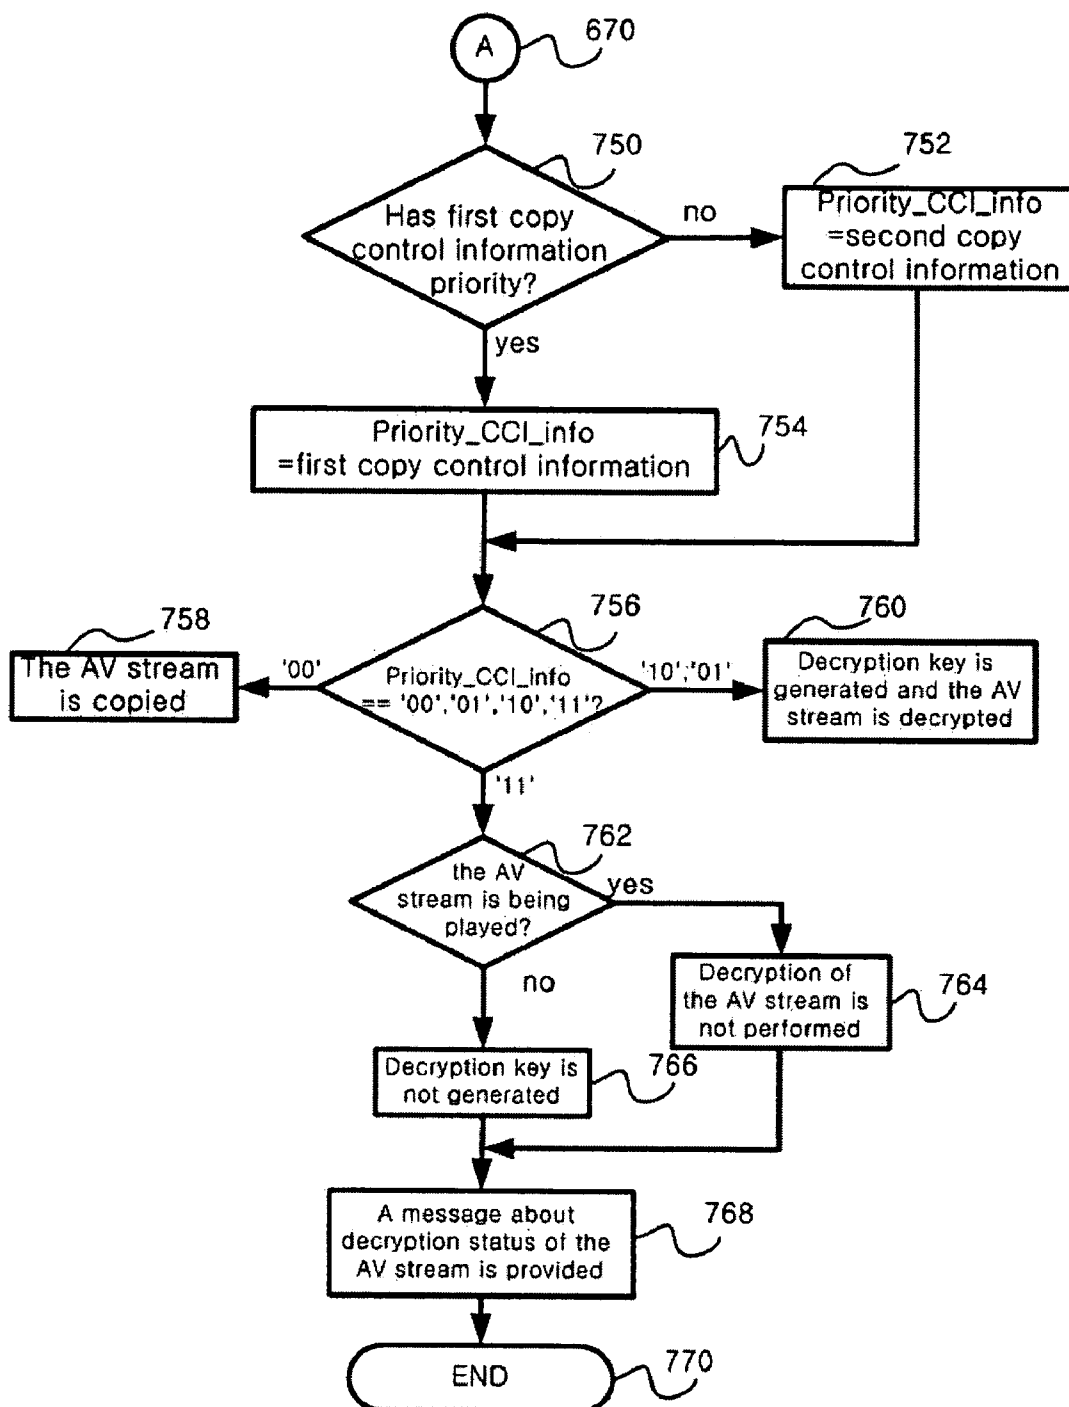 A
670
750
Has first copy
control information
priority?
no
752
Priority_CCI_info
=second copy
control information
yes
Priority_CCI_info
=first copy control information
754
756
Priority_CCI_info
== '00','01','10','11'?
'00'
758
The AV stream
is copied
'10','01'
760
Decryption key is
generated and the AV
stream is decrypted
'11'
762
the AV
stream is being
played?
yes
no
Decryption of
the AV stream is
not performed
764
Decryption key is
not generated
766
A message about
decryption status of the
AV stream is provided
768
END
770